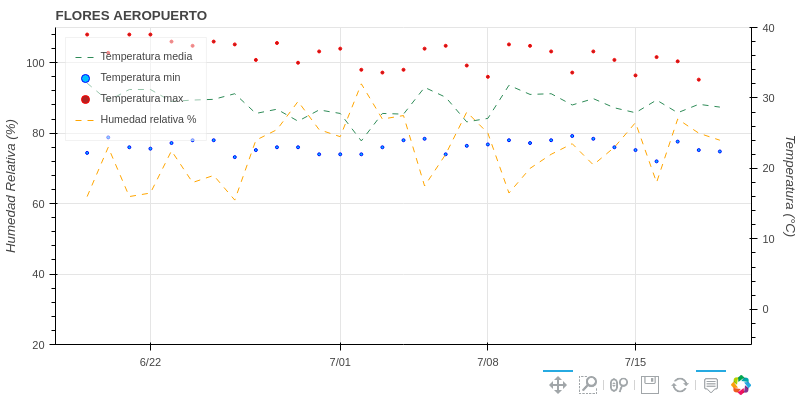 FLORES AEROPUERTO
Temperatura media
Temperatura min
Temperatura max
Humedad relativa %
Humedad Relativa (%)
100
80
60
40
20
Temperatura (°C)
40
30
20
10
0
6/22
7/01
7/08
7/15